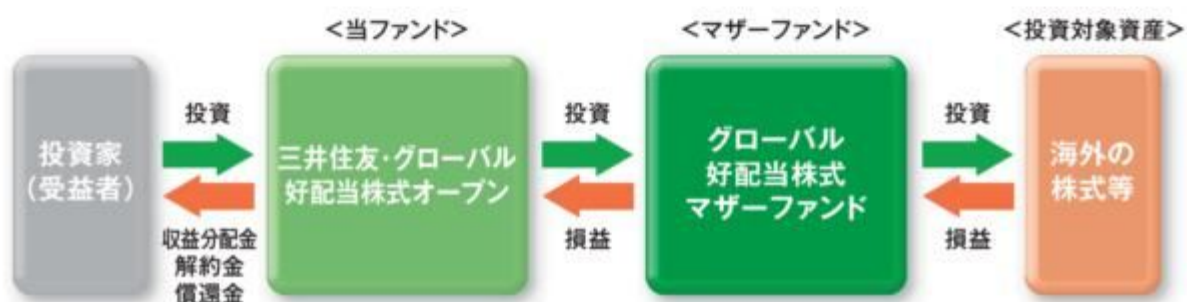 <当ファンド>
<マザーファンド>
<投資対象資産>
投資家
(受益者)
投資
収益分配金
解約金
償還金
三井住友・グローバル
好配当株式オープン
投資
損益
グローバル
好配当株式
マザーファンド
投資
損益
海外の
株式等